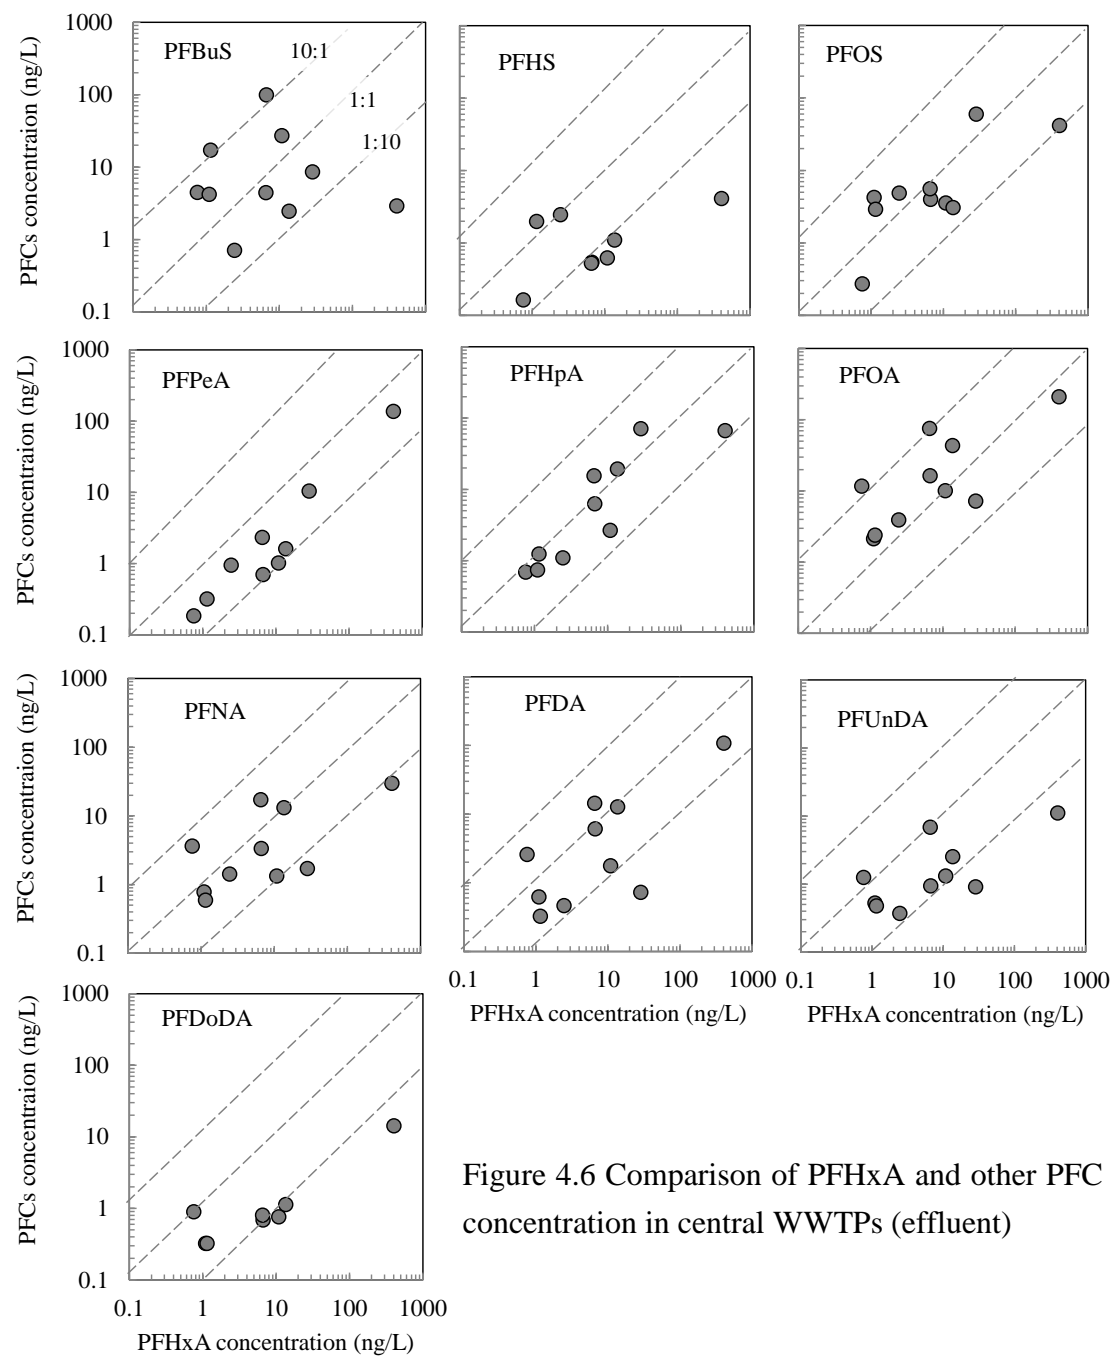 PFCs concentraion (ng/L)
1000
100
10
1
0.1
PFBuS
10:1
1:1
1:10
PFHS
PFOS
PFCs concentraion (ng/L)
1000
100
10
1
0.1
PFPeA
PFHpA
PFOA
PFCs concentraion (ng/L)
1000
100
10
1
0.1
PFNA
PFDA
PFUnDA
0.1 1 10 100 1000
PFHxA concentration (ng/L)
0.1 1 10 100 1000
PFHxA concentration (ng/L)
PFCs concentraion (ng/L)
1000
100
10
1
0.1
PFDoDA
0.1 1 10 100 1000
PFHxA concentration (ng/L)
Figure 4.6 Comparison of PFHxA and other PFC
concentration in central WWTPs (effluent)